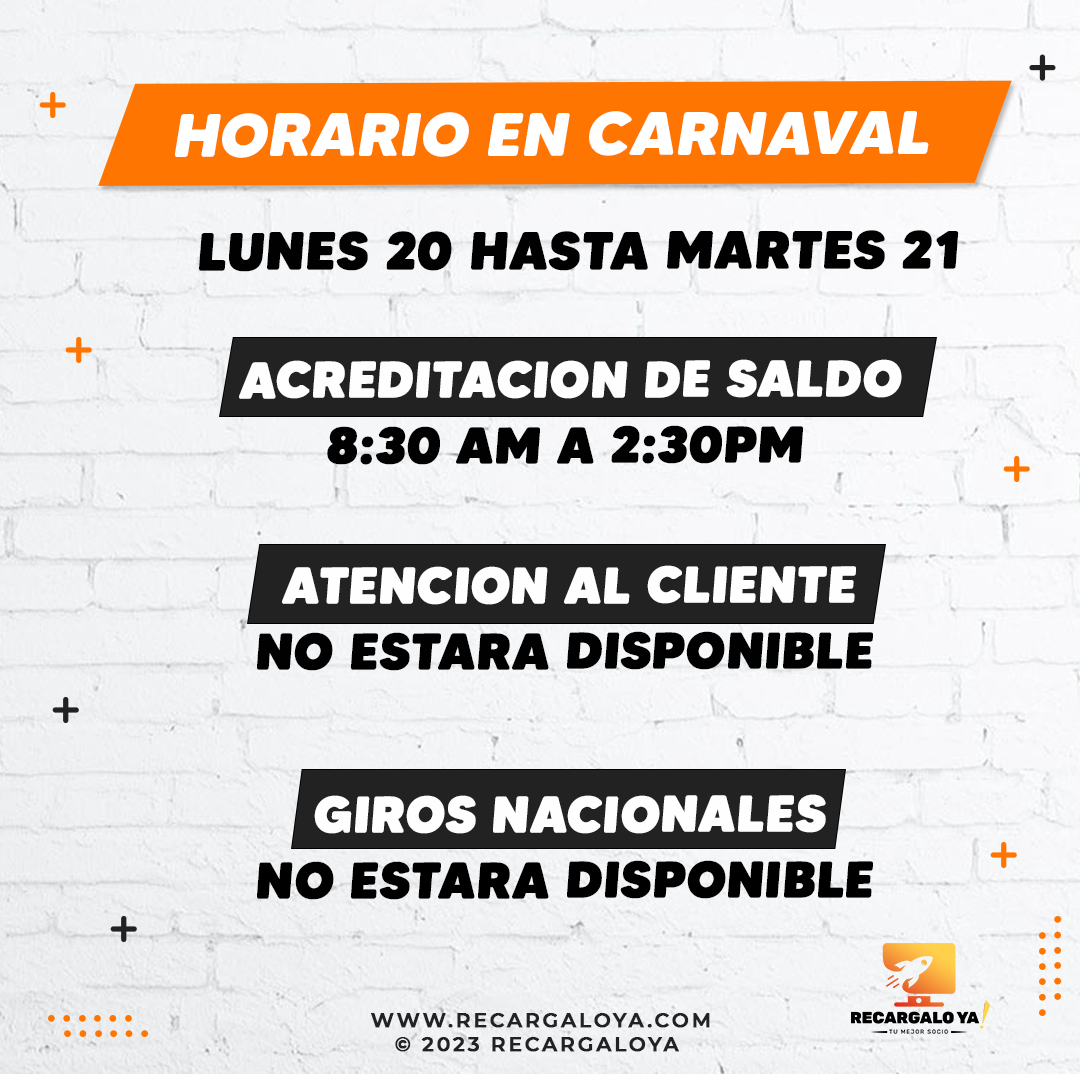 HORARIO EN CARNAVAL
LUNES 20 HASTA MARTES 21
ACREDITACION DE SALDO
8:30 AM A 2:30PM
ATENCION AL CLIENTE
NO ESTARA DISPONIBLE
GIROS NACIONALES
NO ESTARA DISPONIBLE
RECARGALO YA!
TU MEJOR SOCIO
WWW.RECARGALOYA.COM
© 2023 RECARGALOYA